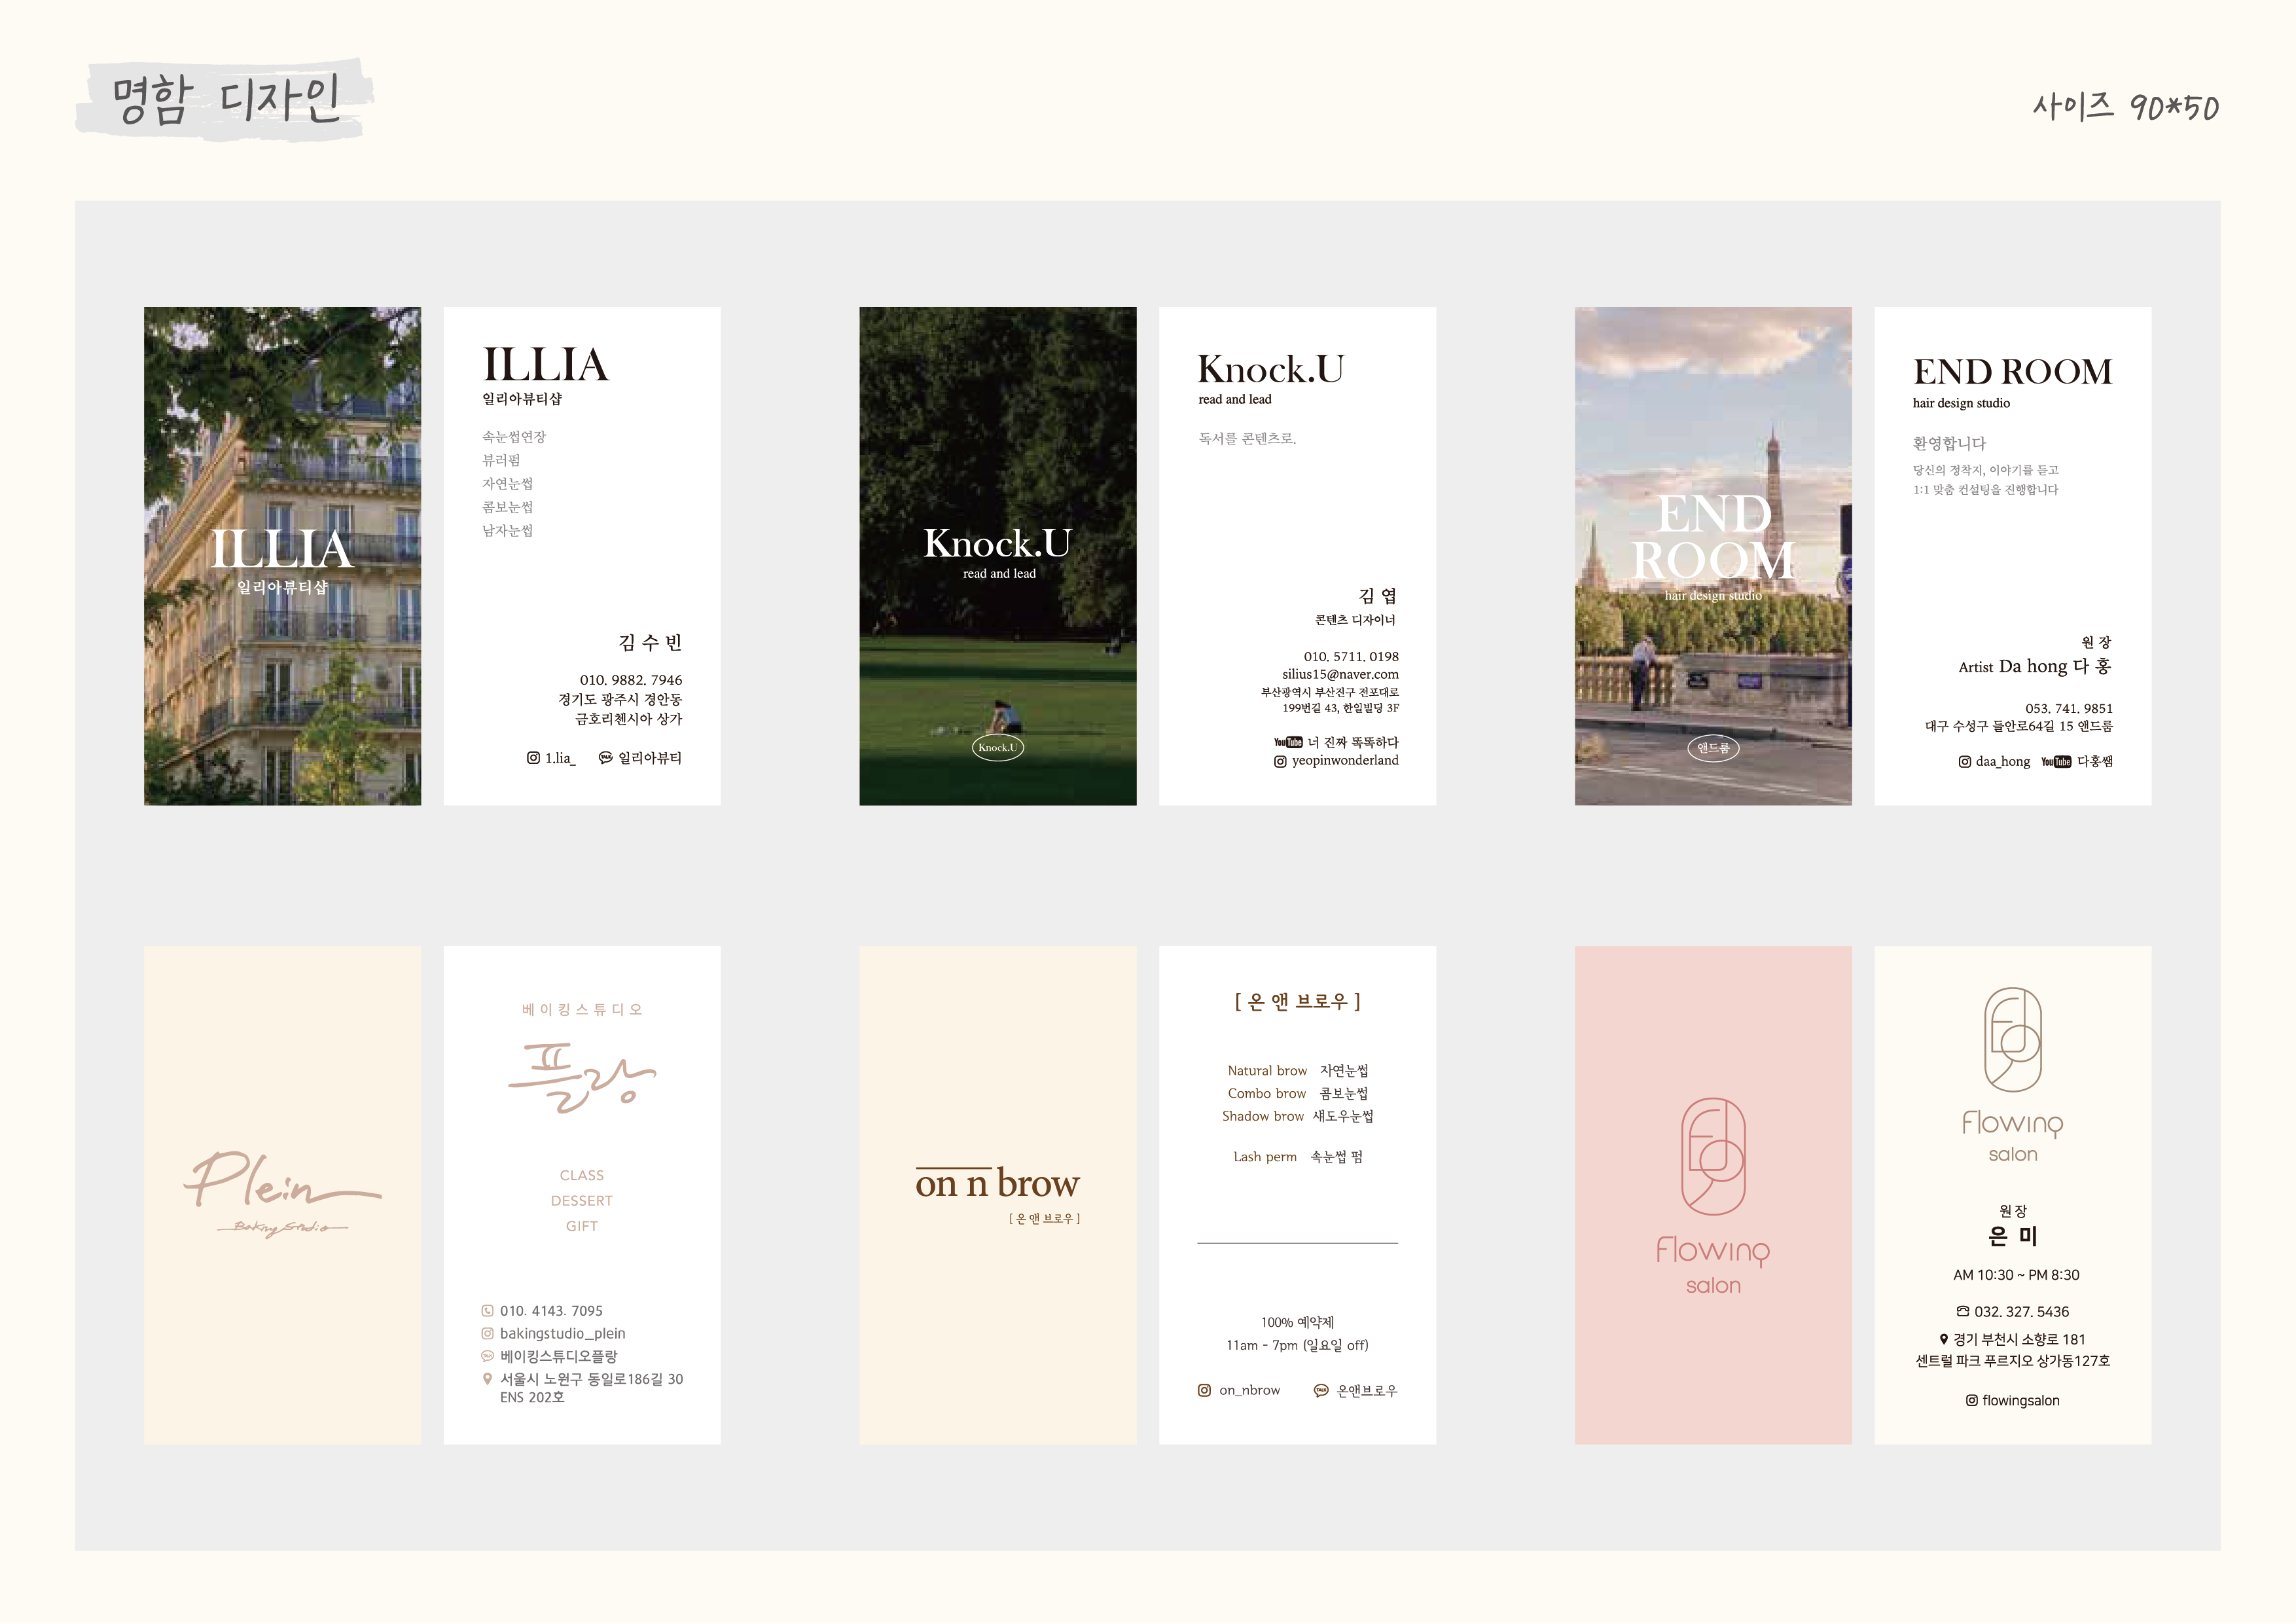 명함 디자인
사이즈 90*50
ILLIA
일리아뷰티샵
ILLIA
일리아뷰티샵
속눈썹연장
뷰러펌
자연눈썹
콤보눈썹
남자눈썹
김 수 빈
010. 9882. 7946
경기도 광주시 경안동
금호리첸시아 상가
1.lia_ TALK 일리아뷰티
Knock.U
read and lead
Knock.U
Knock.U
read and lead
독서를 콘텐츠로.
김 엽
콘텐츠 디자이너
010. 5711. 0198
silius15@naver.com
부산광역시 부산진구 전포대로
199번길 43, 한일빌딩 3F
YouTube 너 진짜 똑똑하다
yeopinwonderland
END
ROOM
hair design studio
앤드룸
END ROOM
hair design studio
환영합니다
당신의 정착지, 이야기를 듣고
1:1 맞춤 컨설팅을 진행합니다
원 장
Artist Da hong 다 홍
053. 741. 9851
대구 수성구 들안로64길 15 앤드룸
daa_hong YouTube 다홍쌤
Plein
Baking Studio
베이킹스튜디오
플랑
CLASS
DESSERT
GIFT
010. 4143. 7095
bakingstudio_plein
TALK 베이킹스튜디오플랑
서울시 노원구 동일로186길 30
ENS 202호
on n brow
[ 온 앤 브로우 ]
[ 온 앤 브로우 ]
Natural brow 자연눈썹
Combo brow 콤보눈썹
Shadow brow 섀도우눈썹
Lash perm 속눈썹 펌
100% 예약제
11am - 7pm (일요일 off)
on_nbrow TALK 온앤브로우
Flowing
salon
Flowing
salon
원장
은 미
AM 10:30 ~ PM 8:30
032. 327. 5436
경기 부천시 소향로 181
센트럴 파크 푸르지오 상가동127호
flowingsalon